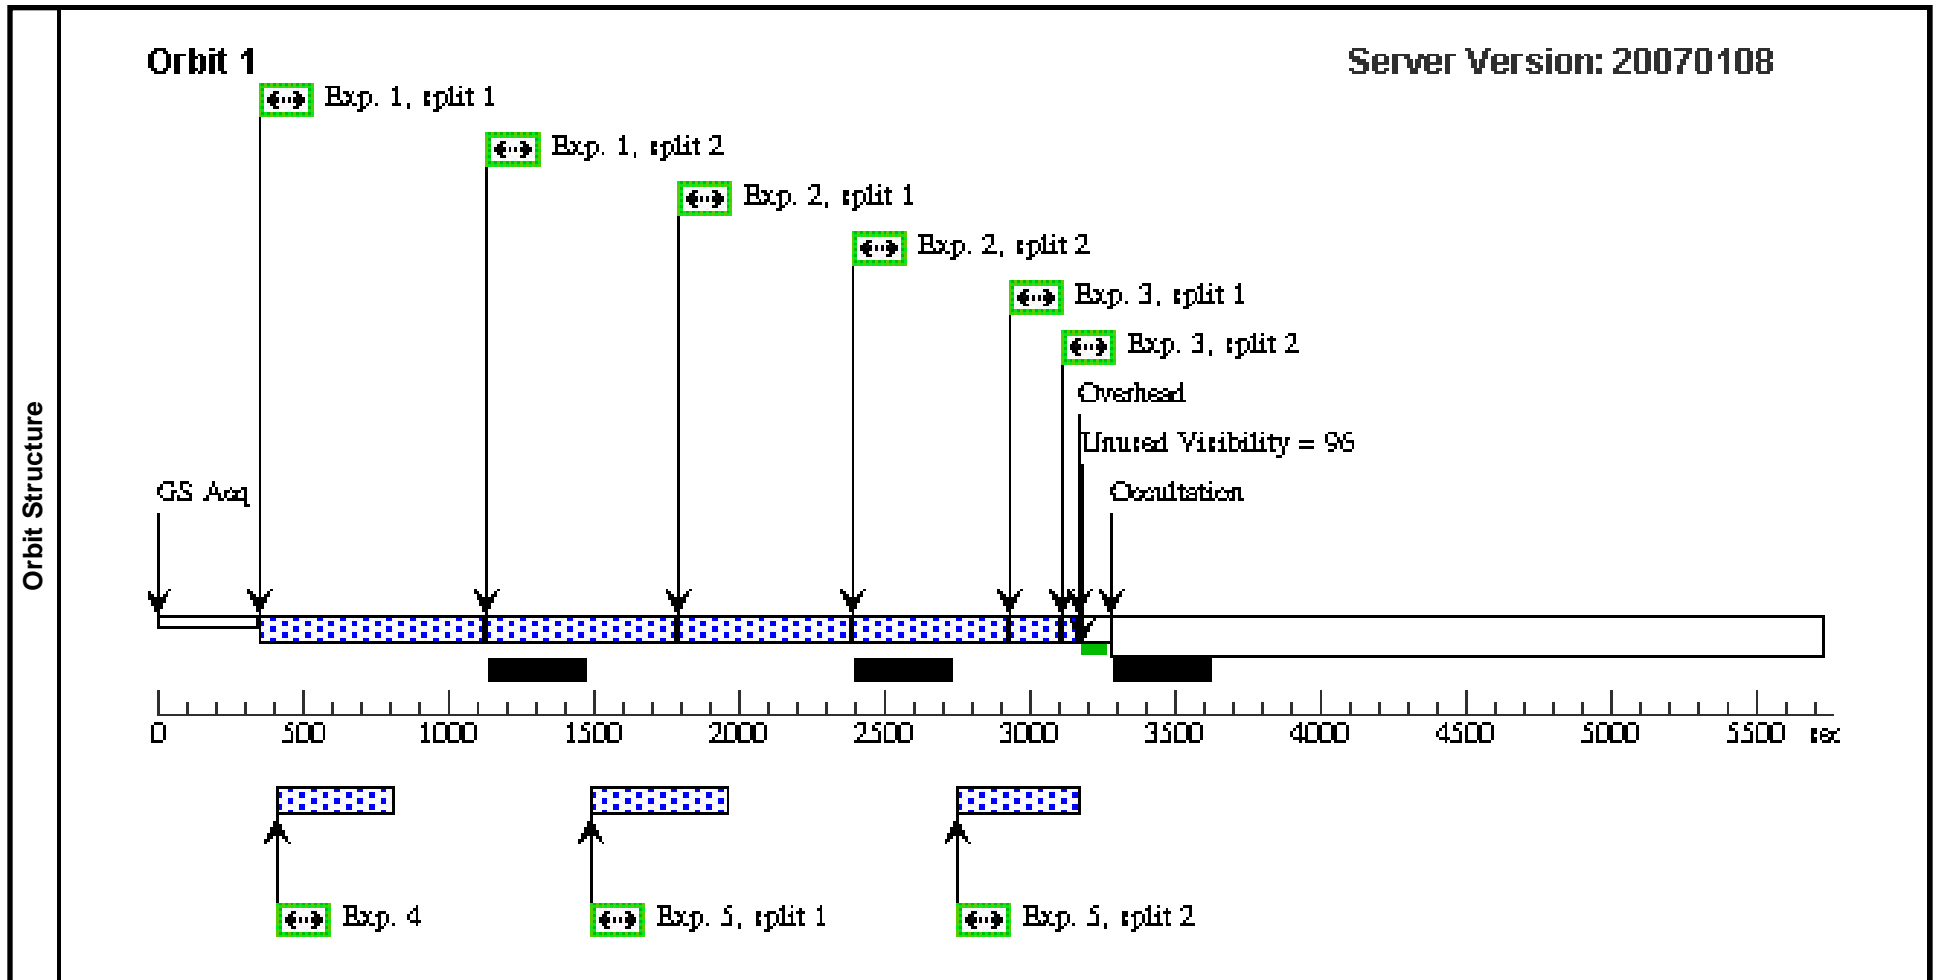 Orbit Structure
Orbit 1
Server Version: 20070108
Exp. 1, split 1
Exp. 1, split 2
Exp. 2, split 1
Exp. 2, split 2
Exp. 3, split 1
Exp. 3, split 2
Overhead
Unused Visibility = 96
GS Acq
Occultation
0 500 1000 1500 2000 2500 3000 3500 4000 4500 5000 5500 sec
Exp. 4
Exp. 5, split 1
Exp. 5, split 2